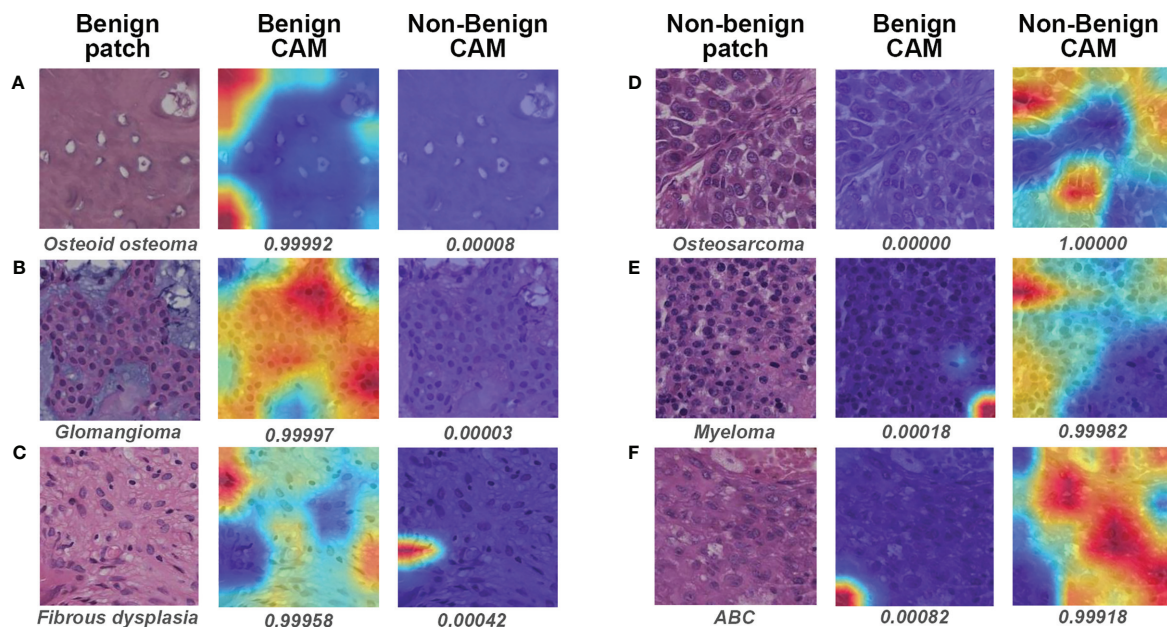 Benign patch
Benign CAM
Non-Benign CAM
A
Osteoid osteoma
0.99992
0.00008
B
Glomangioma
0.99997
0.00003
C
Fibrous dysplasia
0.99958
0.00042
Non-benign patch
Benign CAM
Non-Benign CAM
D
Osteosarcoma
0.00000
1.00000
E
Myeloma
0.00018
0.99982
F
ABC
0.00082
0.99918